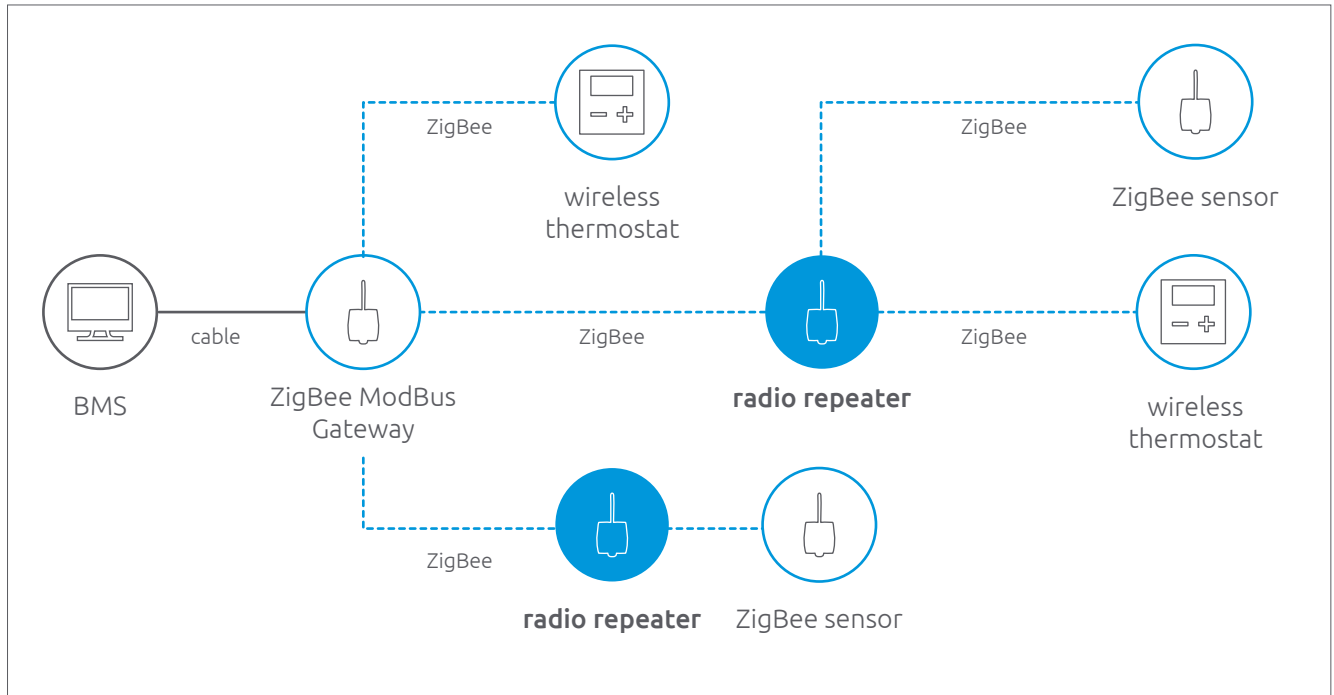 ZigBee
ZigBee
wireless
thermostat
ZigBee sensor
cable
ZigBee
ZigBee
BMS
ZigBee ModBus
Gateway
radio repeater
wireless
thermostat
ZigBee
radio repeater
ZigBee sensor